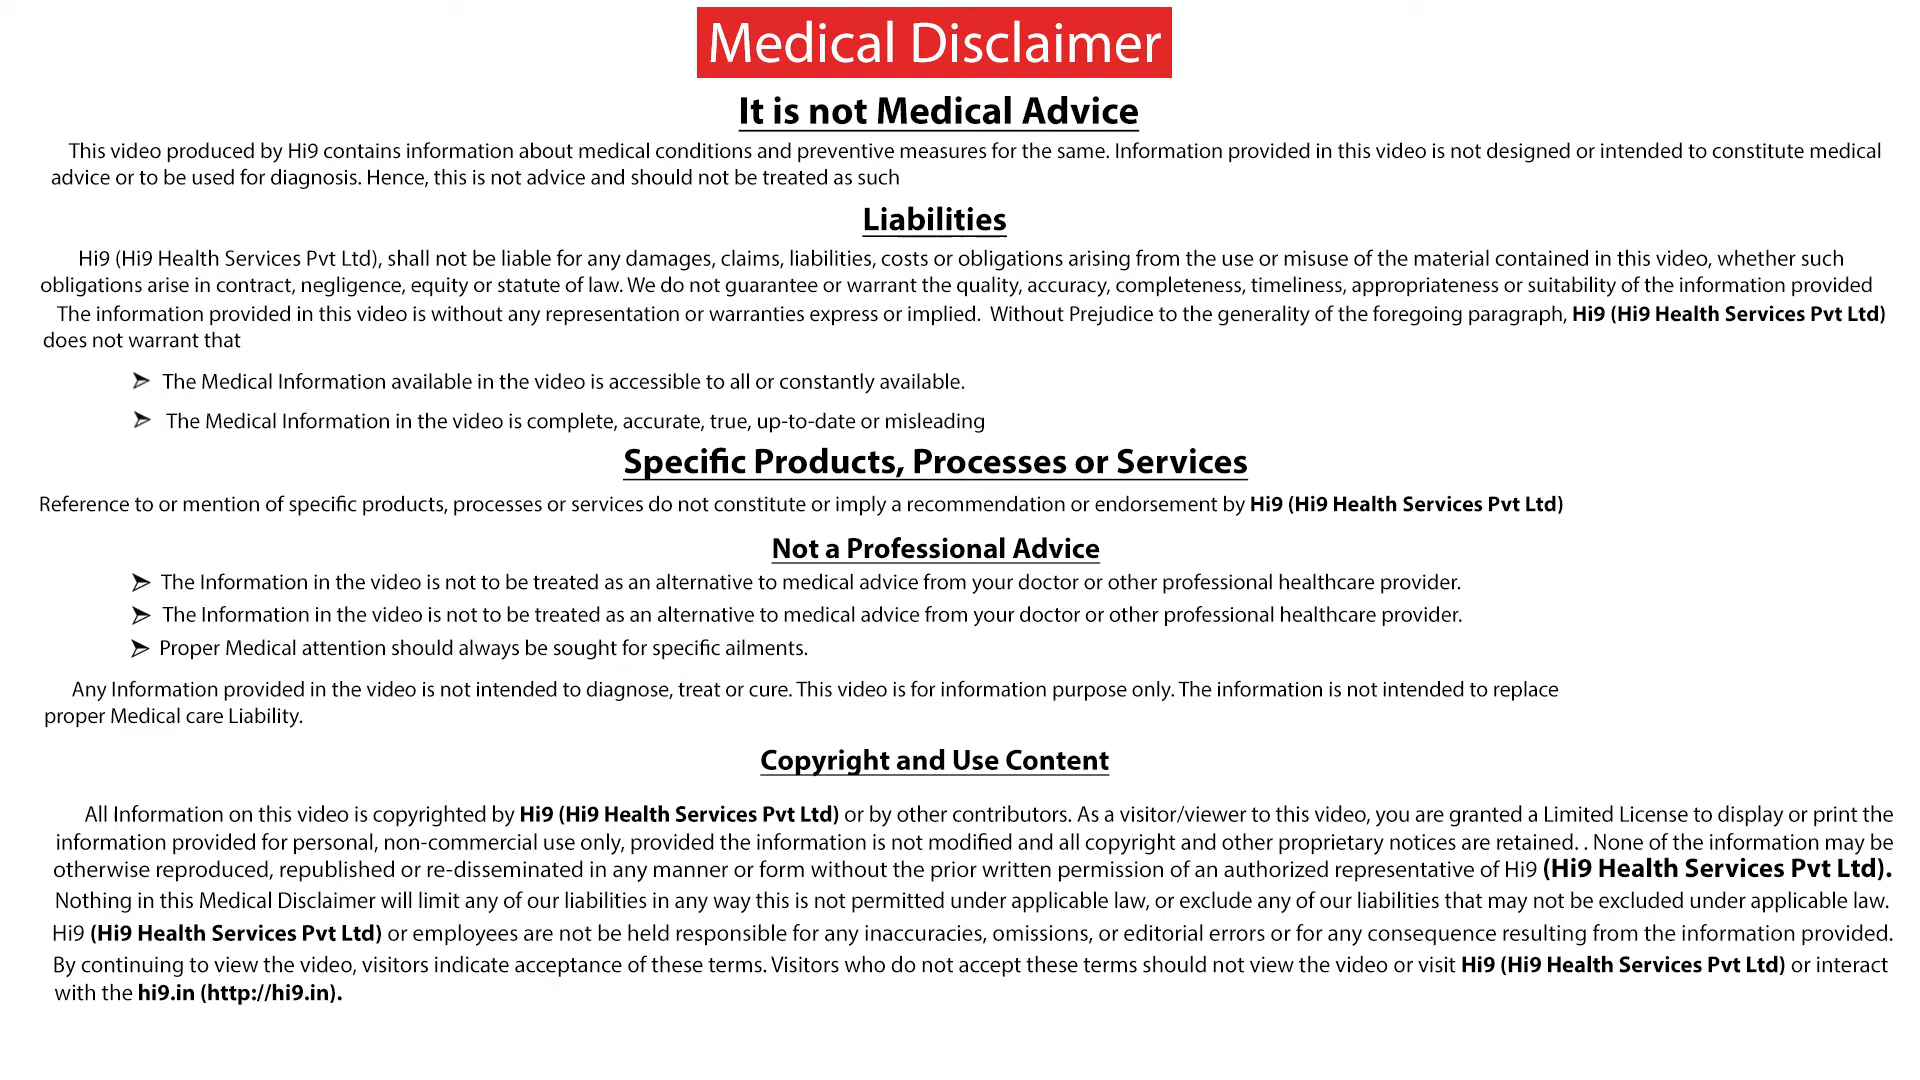 Medical Disclaimer
It is not Medical Advice
This video produced by Hi9 contains information about medical conditions and preventive measures for the same. Information provided in this video is not designed or intended to constitute medical
advice or to be used for diagnosis. Hence, this is not advice and should not be treated as such
Liabilities
Hi9 (Hi9 Health Services Pvt Ltd), shall not be liable for any damages, claims, liabilities, costs or obligations arising from the use or misuse of the material contained in this video, whether such
obligations arise in contract, negligence, equity or statute of law. We do not guarantee or warrant the quality, accuracy, completeness, timeliness, appropriateness or suitability of the information provided
The information provided in this video is without any representation or warranties express or implied. Without Prejudice to the generality of the foregoing paragraph, Hi9 (Hi9 Health Services Pvt Ltd)
does not warrant that
➢ The Medical Information available in the video is accessible to all or constantly available.
➢ The Medical Information in the video is complete, accurate, true, up-to-date or misleading
Specific Products, Processes or Services
Reference to or mention of specific products, processes or services do not constitute or imply a recommendation or endorsement by Hi9 (Hi9 Health Services Pvt Ltd)
Not a Professional Advice
➢ The Information in the video is not to be treated as an alternative to medical advice from your doctor or other professional healthcare provider.
➢ The Information in the video is not to be treated as an alternative to medical advice from your doctor or other professional healthcare provider.
➢ Proper Medical attention should always be sought for specific ailments.
Any Information provided in the video is not intended to diagnose, treat or cure. This video is for information purpose only. The information is not intended to replace
proper Medical care Liability.
Copyright and Use Content
All Information on this video is copyrighted by Hi9 (Hi9 Health Services Pvt Ltd) or by other contributors. As a visitor/viewer to this video, you are granted a Limited License to display or print the
information provided for personal, non-commercial use only, provided the information is not modified and all copyright and other proprietary notices are retained. . None of the information may be
otherwise reproduced, republished or re-disseminated in any manner or form without the prior written permission of an authorized representative of Hi9 (Hi9 Health Services Pvt Ltd).
Nothing in this Medical Disclaimer will limit any of our liabilities in any way this is not permitted under applicable law, or exclude any of our liabilities that may not be excluded under applicable law.
Hi9 (Hi9 Health Services Pvt Ltd) or employees are not be held responsible for any inaccuracies, omissions, or editorial errors or for any consequence resulting from the information provided.
By continuing to view the video, visitors indicate acceptance of these terms. Visitors who do not accept these terms should not view the video or visit Hi9 (Hi9 Health Services Pvt Ltd) or interact
with the hi9.in (http://hi9.in).